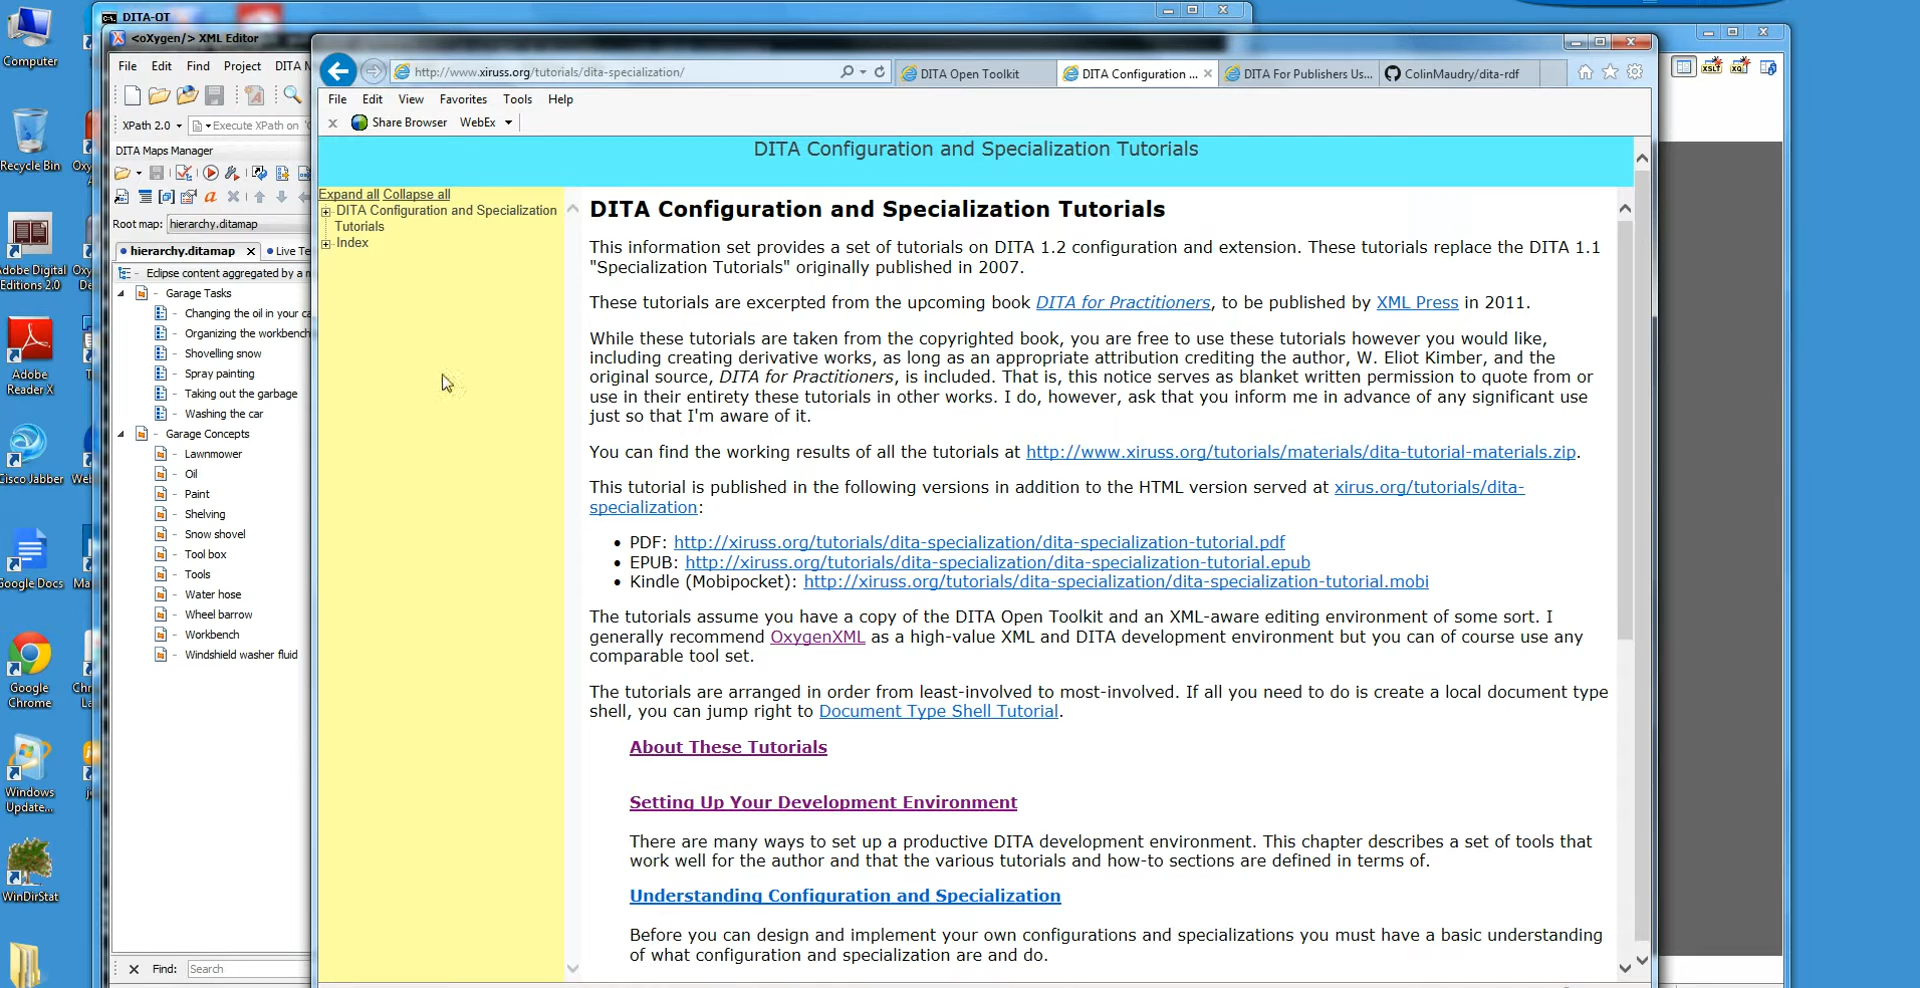 DITA-OT
<oXygen/> XML Editor
Computer
Recycle Bin
Adobe Digital
Editions 2.0
Adobe
Reader X
Cisco Jabber
Google Docs
Google
Chrome
Windows
Update...
WinDirStat
File Edit Find Project DITA M
XPath 2.0 Execute XPath on
DITA Maps Manager
Root map: hierarchy.ditamap
hierarchy.ditamap Live Te
Eclipse content aggregated by a n
Garage Tasks
Changing the oil in your ca
Organizing the workbench
Shovelling snow
Spray painting
Taking out the garbage
Washing the car
Garage Concepts
Lawnmower
Oil
Paint
Shelving
Snow shovel
Tool box
Tools
Water hose
Wheel barrow
Workbench
Windshield washer fluid
Find: Search
http://www.xiruss.org/tutorials/dita-specialization/
DITA Open Toolkit
DITA Configuration ...
DITA For Publishers Us...
ColinMaudry/dita-rdf
File Edit View Favorites Tools Help
Share Browser WebEx
DITA Configuration and Specialization Tutorials
Expand all Collapse all
DITA Configuration and Specialization
Tutorials
Index
DITA Configuration and Specialization Tutorials
This information set provides a set of tutorials on DITA 1.2 configuration and extension. These tutorials replace the DITA 1.1
"Specialization Tutorials" originally published in 2007.
These tutorials are excerpted from the upcoming book DITA for Practitioners, to be published by XML Press in 2011.
While these tutorials are taken from the copyrighted book, you are free to use these tutorials however you would like,
including creating derivative works, as long as an appropriate attribution crediting the author, W. Eliot Kimber, and the
original source, DITA for Practitioners, is included. That is, this notice serves as blanket written permission to quote from or
use in their entirety these tutorials in other works. I do, however, ask that you inform me in advance of any significant use
just so that I'm aware of it.
You can find the working results of all the tutorials at http://www.xiruss.org/tutorials/materials/dita-tutorial-materials.zip.
This tutorial is published in the following versions in addition to the HTML version served at xirus.org/tutorials/dita-
specialization:
• PDF: http://xiruss.org/tutorials/dita-specialization/dita-specialization-tutorial.pdf
• EPUB: http://xiruss.org/tutorials/dita-specialization/dita-specialization-tutorial.epub
• Kindle (Mobipocket): http://xiruss.org/tutorials/dita-specialization/dita-specialization-tutorial.mobi
The tutorials assume you have a copy of the DITA Open Toolkit and an XML-aware editing environment of some sort. I
generally recommend OxygenXML as a high-value XML and DITA development environment but you can of course use any
comparable tool set.
The tutorials are arranged in order from least-involved to most-involved. If all you need to do is create a local document type
shell, you can jump right to Document Type Shell Tutorial.
About These Tutorials
Setting Up Your Development Environment
There are many ways to set up a productive DITA development environment. This chapter describes a set of tools that
work well for the author and that the various tutorials and how-to sections are defined in terms of.
Understanding Configuration and Specialization
Before you can design and implement your own configurations and specializations you must have a basic understanding
of what configuration and specialization are and do.